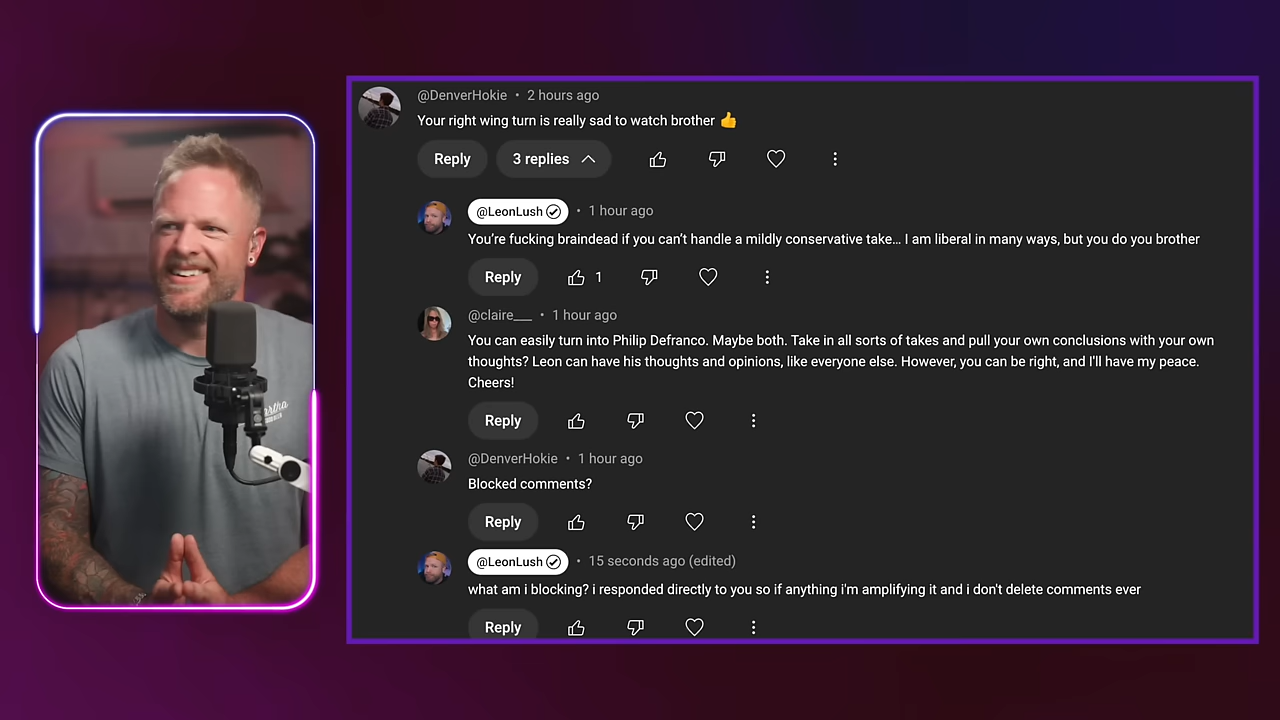 @DenverHokie • 2 hours ago
Your right wing turn is really sad to watch brother 👍
Reply 3 replies
@LeonLush • 1 hour ago
You're fucking braindead if you can't handle a mildly conservative take... I am liberal in many ways, but you do you brother
Reply 1
@claire___ • 1 hour ago
You can easily turn into Philip Defranco. Maybe both. Take in all sorts of takes and pull your own conclusions with your own
thoughts? Leon can have his thoughts and opinions, like everyone else. However, you can be right, and I'll have my peace.
Cheers!
Reply
@DenverHokie • 1 hour ago
Blocked comments?
Reply
@LeonLush • 15 seconds ago (edited)
what am i blocking? i responded directly to you so if anything i'm amplifying it and i don't delete comments ever
Reply